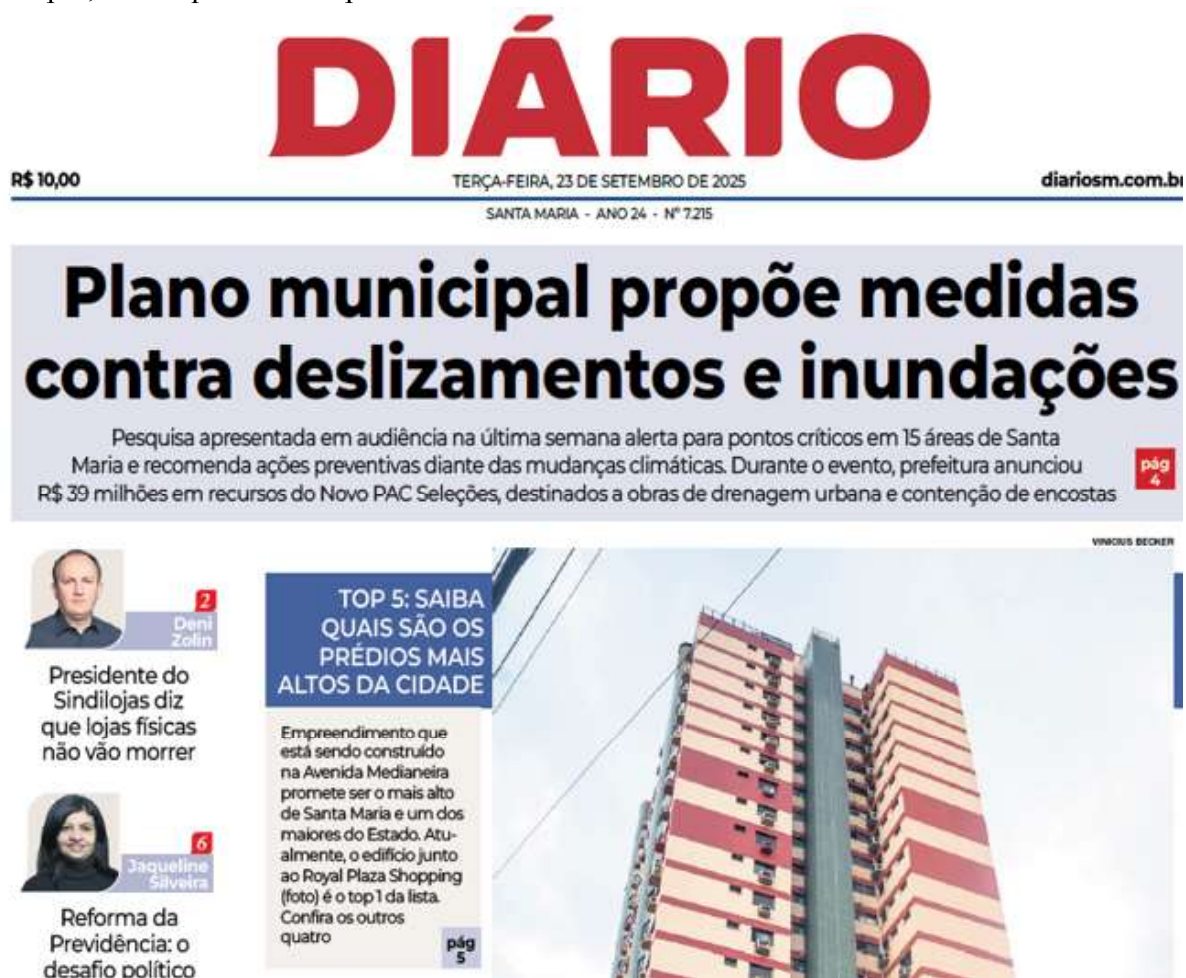 DIÁRIO
R$ 10,00
TERÇA-FEIRA, 23 DE SETEMBRO DE 2025
diariosm.com.br
SANTA MARIA - ANO 24 - Nº 7.215
Plano municipal propõe medidas
contra deslizamentos e inundações
Pesquisa apresentada em audiência na última semana alerta para pontos críticos em 15 áreas de Santa
Maria e recomenda ações preventivas diante das mudanças climáticas. Durante o evento, prefeitura anunciou
R$ 39 milhões em recursos do Novo PAC Seleções, destinados a obras de drenagem urbana e contenção de encostas
pág
4
VINICIUS BECKER
2
Deni
Zolin
Presidente do
Sindilojas diz
que lojas físicas
não vão morrer
6
Jaqueline
Silveira
Reforma da
Previdência: o
desafio político
TOP 5: SAIBA
QUAIS SÃO OS
PRÉDIOS MAIS
ALTOS DA CIDADE
Empreendimento que
está sendo construído
na Avenida Medianeira
promete ser o mais alto
de Santa Maria e um dos
maiores do Estado. Atu-
almente, o edifício junto
ao Royal Plaza Shopping
(foto) é o top 1 da lista.
Confira os outros
quatro
pág
5